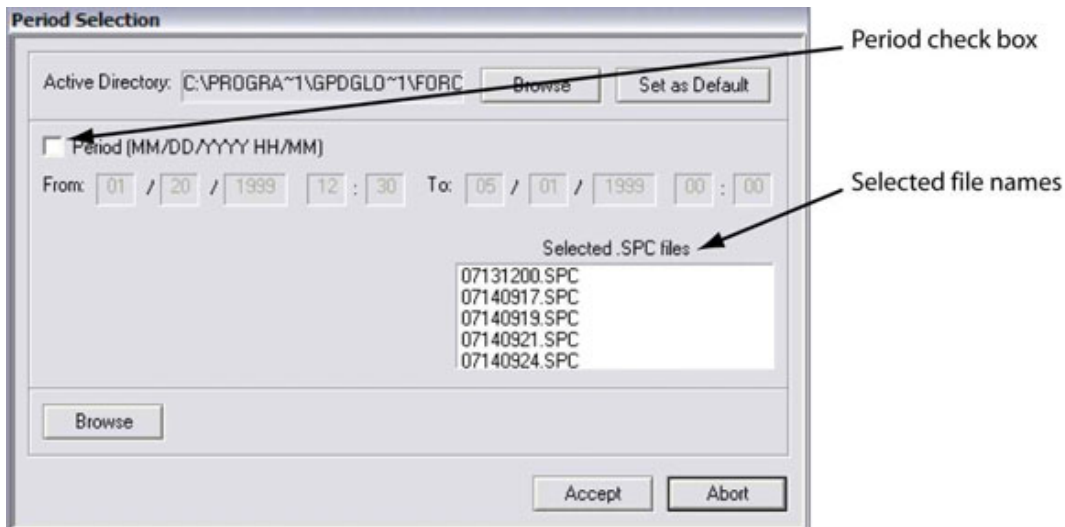 Period Selection
Period check box
Active Directory: C:\PROGRA~1\GPDGLO~1\FORC Browse Set as Default
Period (MM/DD/YYYY HH/MM)
From: 01 / 20 / 1999 12 : 30 To: 05 / 01 / 1999 00 : 00
Selected file names
Selected .SPC files
07131200.SPC
07140917.SPC
07140919.SPC
07140921.SPC
07140924.SPC
Browse
Accept Abort